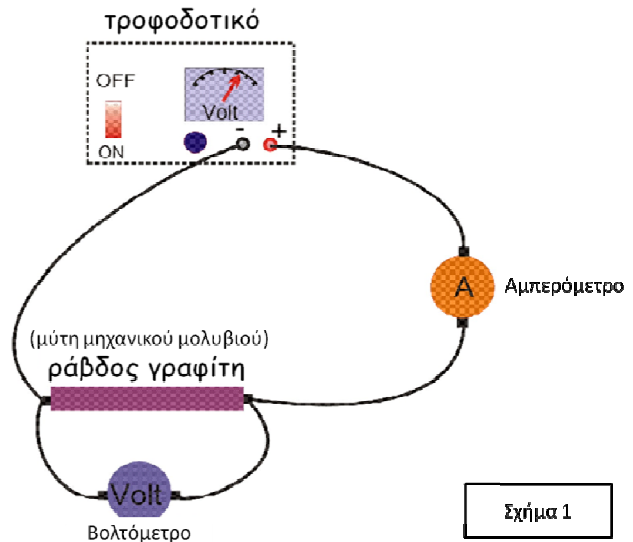 τροφοδοτικό
OFF
ON
Volt
- +
A
Αμπερόμετρο
(μύτη μηχανικού μολυβιού)
ράβδος γραφίτη
Volt
Βολτόμετρο
Σχήμα 1